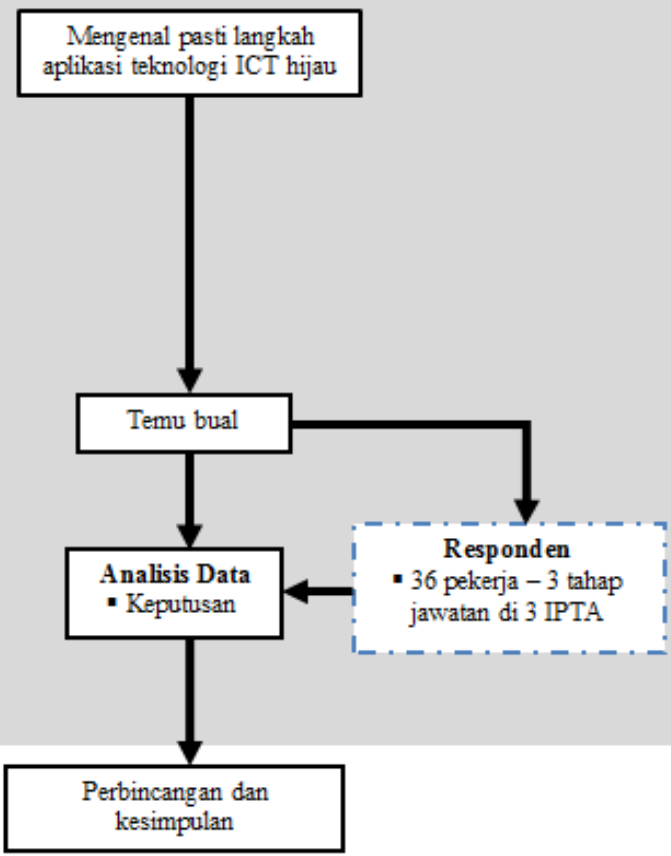 Mengenal pasti langkah
aplikasi teknologi ICT hijau
Temu bual
Responden
▪ 36 pekerja – 3 tahap
jawatan di 3 IPTA
Analisis Data
▪ Keputusan
Perbincangan dan
kesimpulan